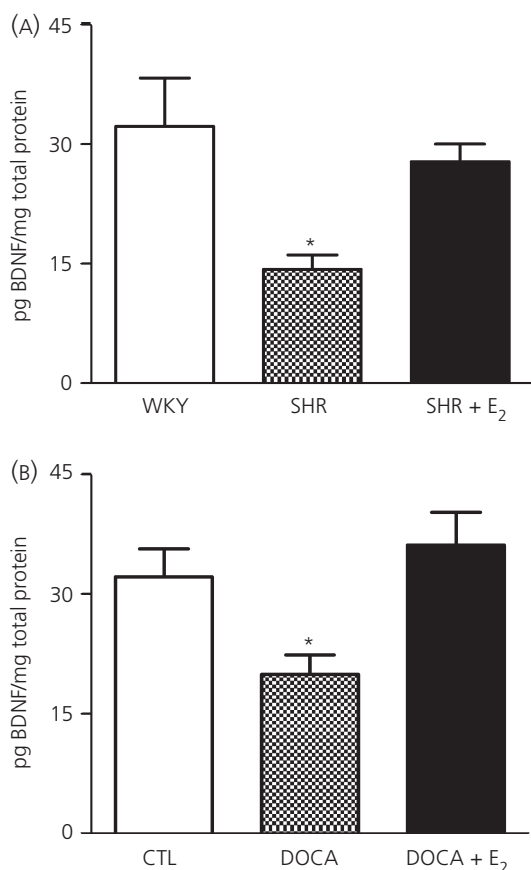 (A)
pg BDNF/mg total protein
45
30
15
0
*
WKY SHR SHR + E₂
(B)
pg BDNF/mg total protein
45
30
15
0
*
CTL DOCA DOCA + E₂